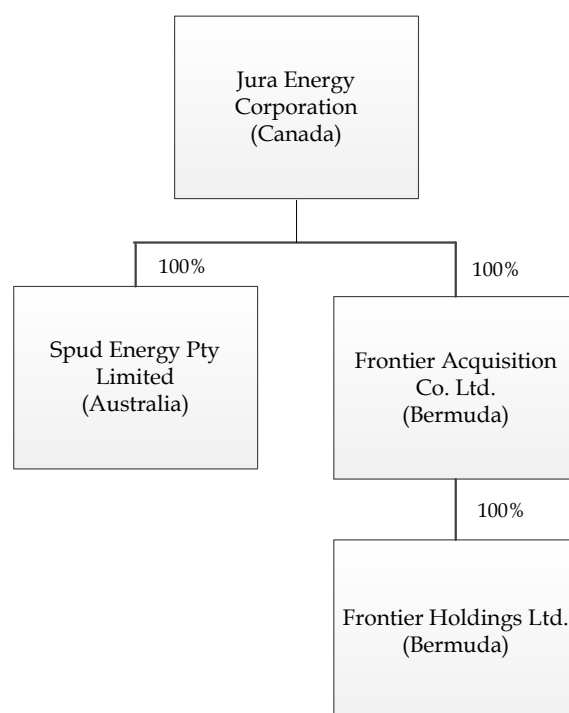 Jura Energy
Corporation
(Canada)
100%
100%
Spud Energy Pty
Limited
(Australia)
Frontier Acquisition
Co. Ltd.
(Bermuda)
100%
Frontier Holdings Ltd.
(Bermuda)